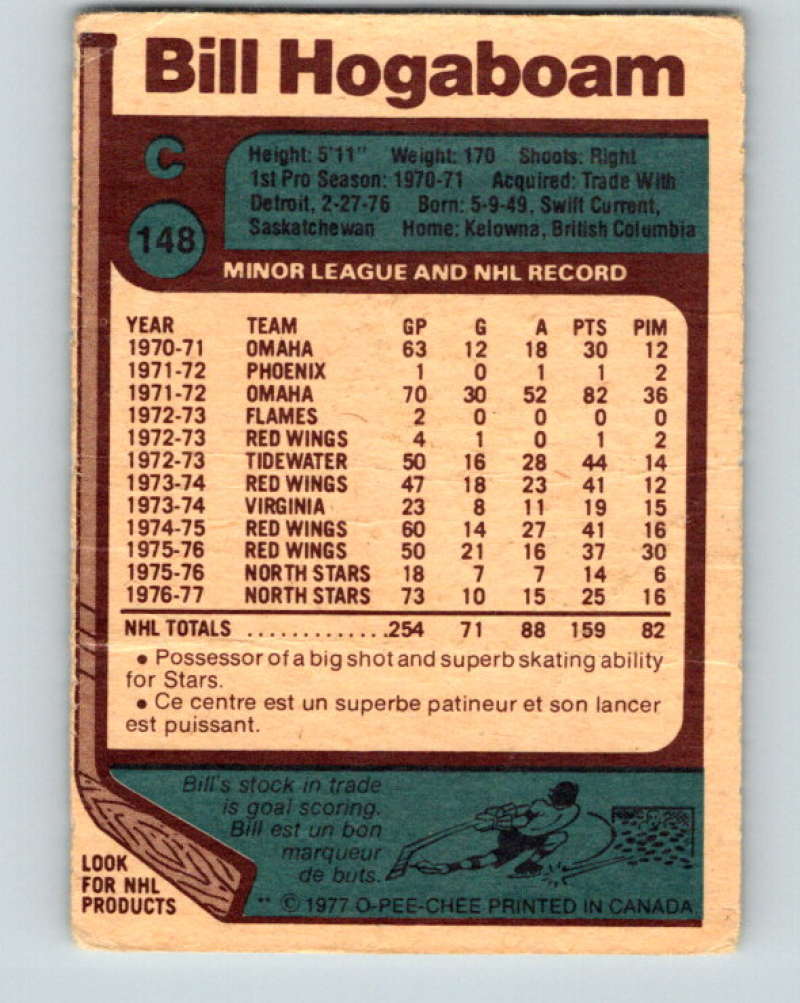 Bill Hogaboam
C
148
Height: 5'11" Weight: 170 Shoots: Right
1st Pro Season: 1970-71 Acquired: Trade With
Detroit, 2-27-76 Born: 5-9-49, Swift Current,
Saskatchewan Home: Kelowna, British Columbia
MINOR LEAGUE AND NHL RECORD
YEAR TEAM GP G A PTS PIM
1970-71 OMAHA 63 12 18 30 12
1971-72 PHOENIX 1 0 1 1 2
1971-72 OMAHA 70 30 52 82 36
1972-73 FLAMES 2 0 0 0 0
1972-73 RED WINGS 4 1 0 1 2
1972-73 TIDEWATER 50 16 28 44 14
1973-74 RED WINGS 47 18 23 41 12
1973-74 VIRGINIA 23 8 11 19 15
1974-75 RED WINGS 60 14 27 41 16
1975-76 RED WINGS 50 21 16 37 30
1975-76 NORTH STARS 18 7 7 14 6
1976-77 NORTH STARS 73 10 15 25 16
NHL TOTALS .............254 71 88 159 82
• Possessor of a big shot and superb skating ability
for Stars.
• Ce centre est un superbe patineur et son lancer
est puissant.
Bill's stock in trade
is goal scoring.
Bill est un bon
marqueur
de buts.
LOOK
FOR NHL
PRODUCTS
** © 1977 O-PEE-CHEE PRINTED IN CANADA